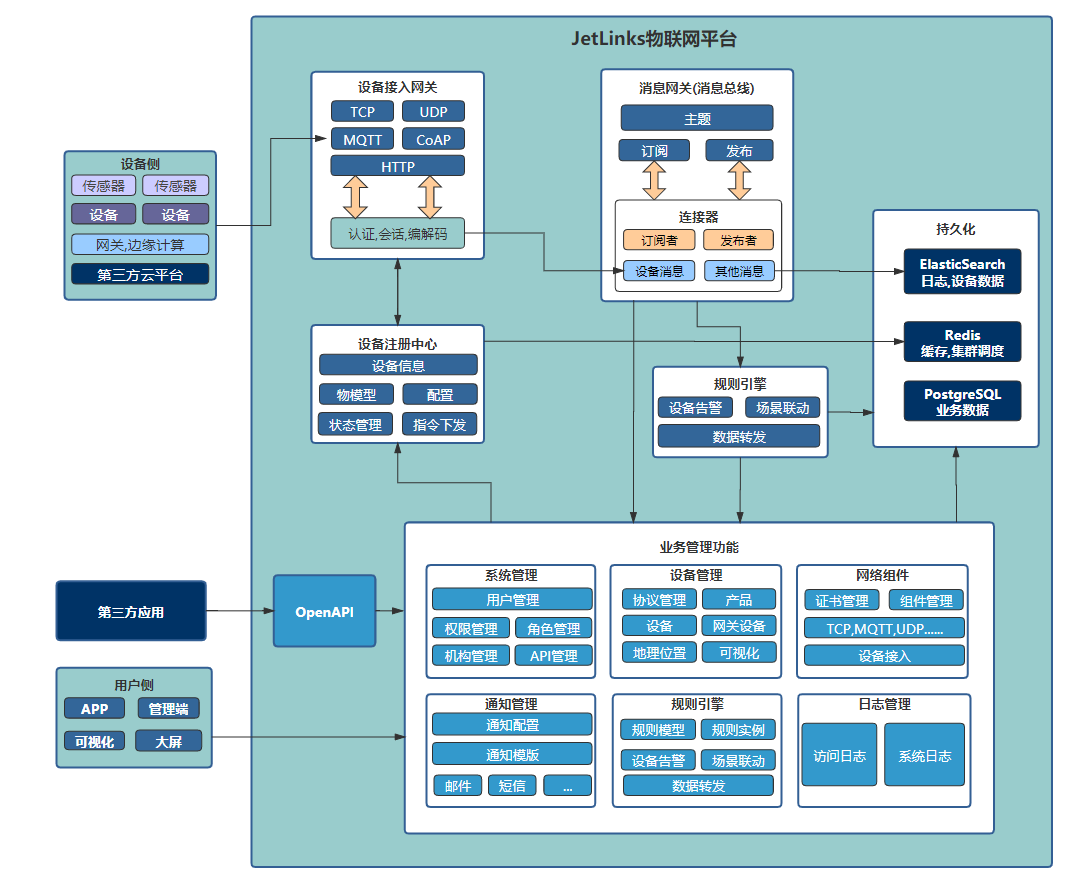 JetLinks物联网平台
设备接入网关
TCP
UDP
MQTT
CoAP
HTTP
认证,会话,编解码
消息网关(消息总线)
主题
订阅
发布
连接器
订阅者
发布者
设备消息
其他消息
设备侧
传感器
传感器
设备
设备
网关,边缘计算
第三方云平台
持久化
ElasticSearch
日志,设备数据
Redis
缓存,集群调度
PostgreSQL
业务数据
设备注册中心
设备信息
物模型
配置
状态管理
指令下发
规则引擎
设备告警
场景联动
数据转发
业务管理功能
系统管理
用户管理
权限管理
角色管理
机构管理
API管理
设备管理
协议管理
产品
设备
网关设备
地理位置
可视化
网络组件
证书管理
组件管理
TCP,MQTT,UDP......
设备接入
第三方应用
OpenAPI
用户侧
APP
管理端
可视化
大屏
通知管理
通知配置
通知模版
邮件
短信
...
规则引擎
规则模型
规则实例
设备告警
场景联动
数据转发
日志管理
访问日志
系统日志